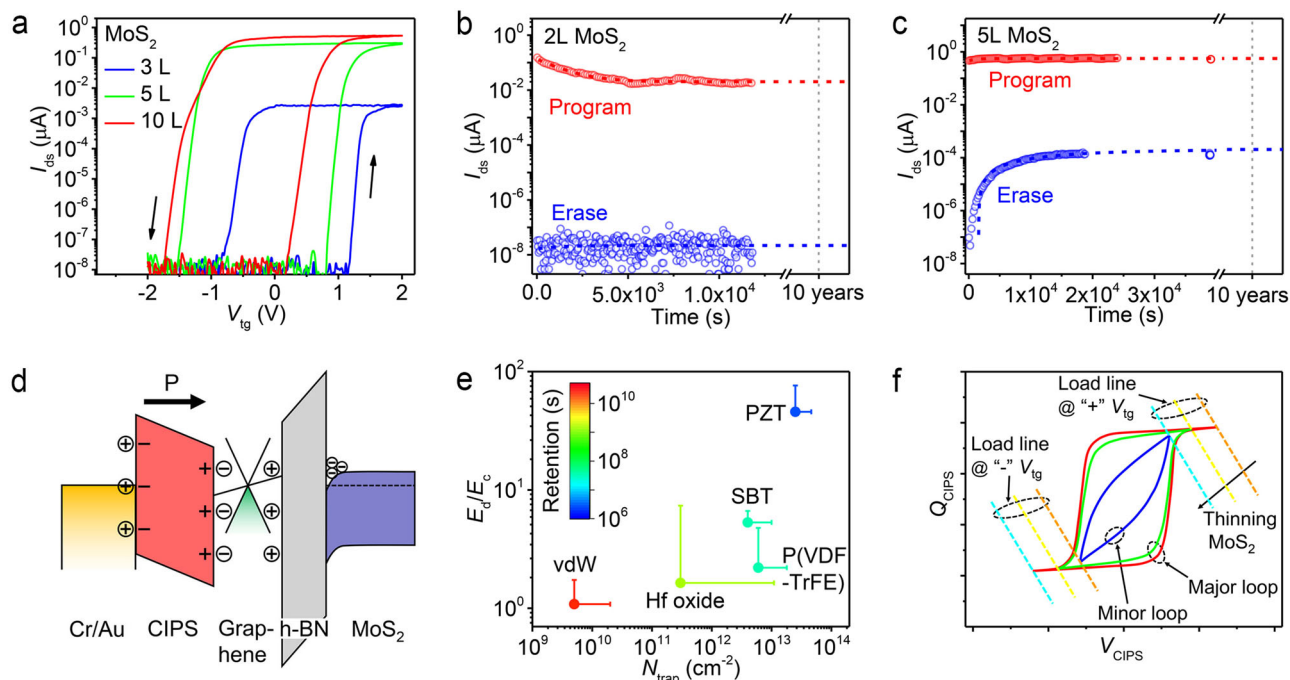 a
MoS2
3 L
5 L
10 L
10^1
10^0
10^-1
10^-2
10^-3
10^-4
10^-5
10^-6
10^-7
10^-8
Ids (μA)
-2
-1
0
1
2
Vtg (V)
b
2L MoS2
Program
Erase
10^0
10^-2
10^-4
10^-6
10^-8
Ids (μA)
0.0
5.0x10^3
1.0x10^4
10 years
Time (s)
c
5L MoS2
Program
Erase
10^0
10^-2
10^-4
10^-6
10^-8
Ids (μA)
0
1x10^4
2x10^4
3x10^4
10 years
Time (s)
d
P
Cr/Au
CIPS
Grap-
hene
h-BN
MoS2
e
10^2
10^1
10^0
Ed/Ec
Retention (s)
10^10
10^9
10^8
10^7
10^6
PZT
SBT
P(VDF
-TrFE)
vdW
Hf oxide
10^9
10^10
10^11
10^12
10^13
10^14
Ntrap (cm^-2)
f
Load line
@ “+” Vtg
Load line
@ “-” Vtg
Thinning
MoS2
Major loop
Minor loop
QCIPS
VCIPS